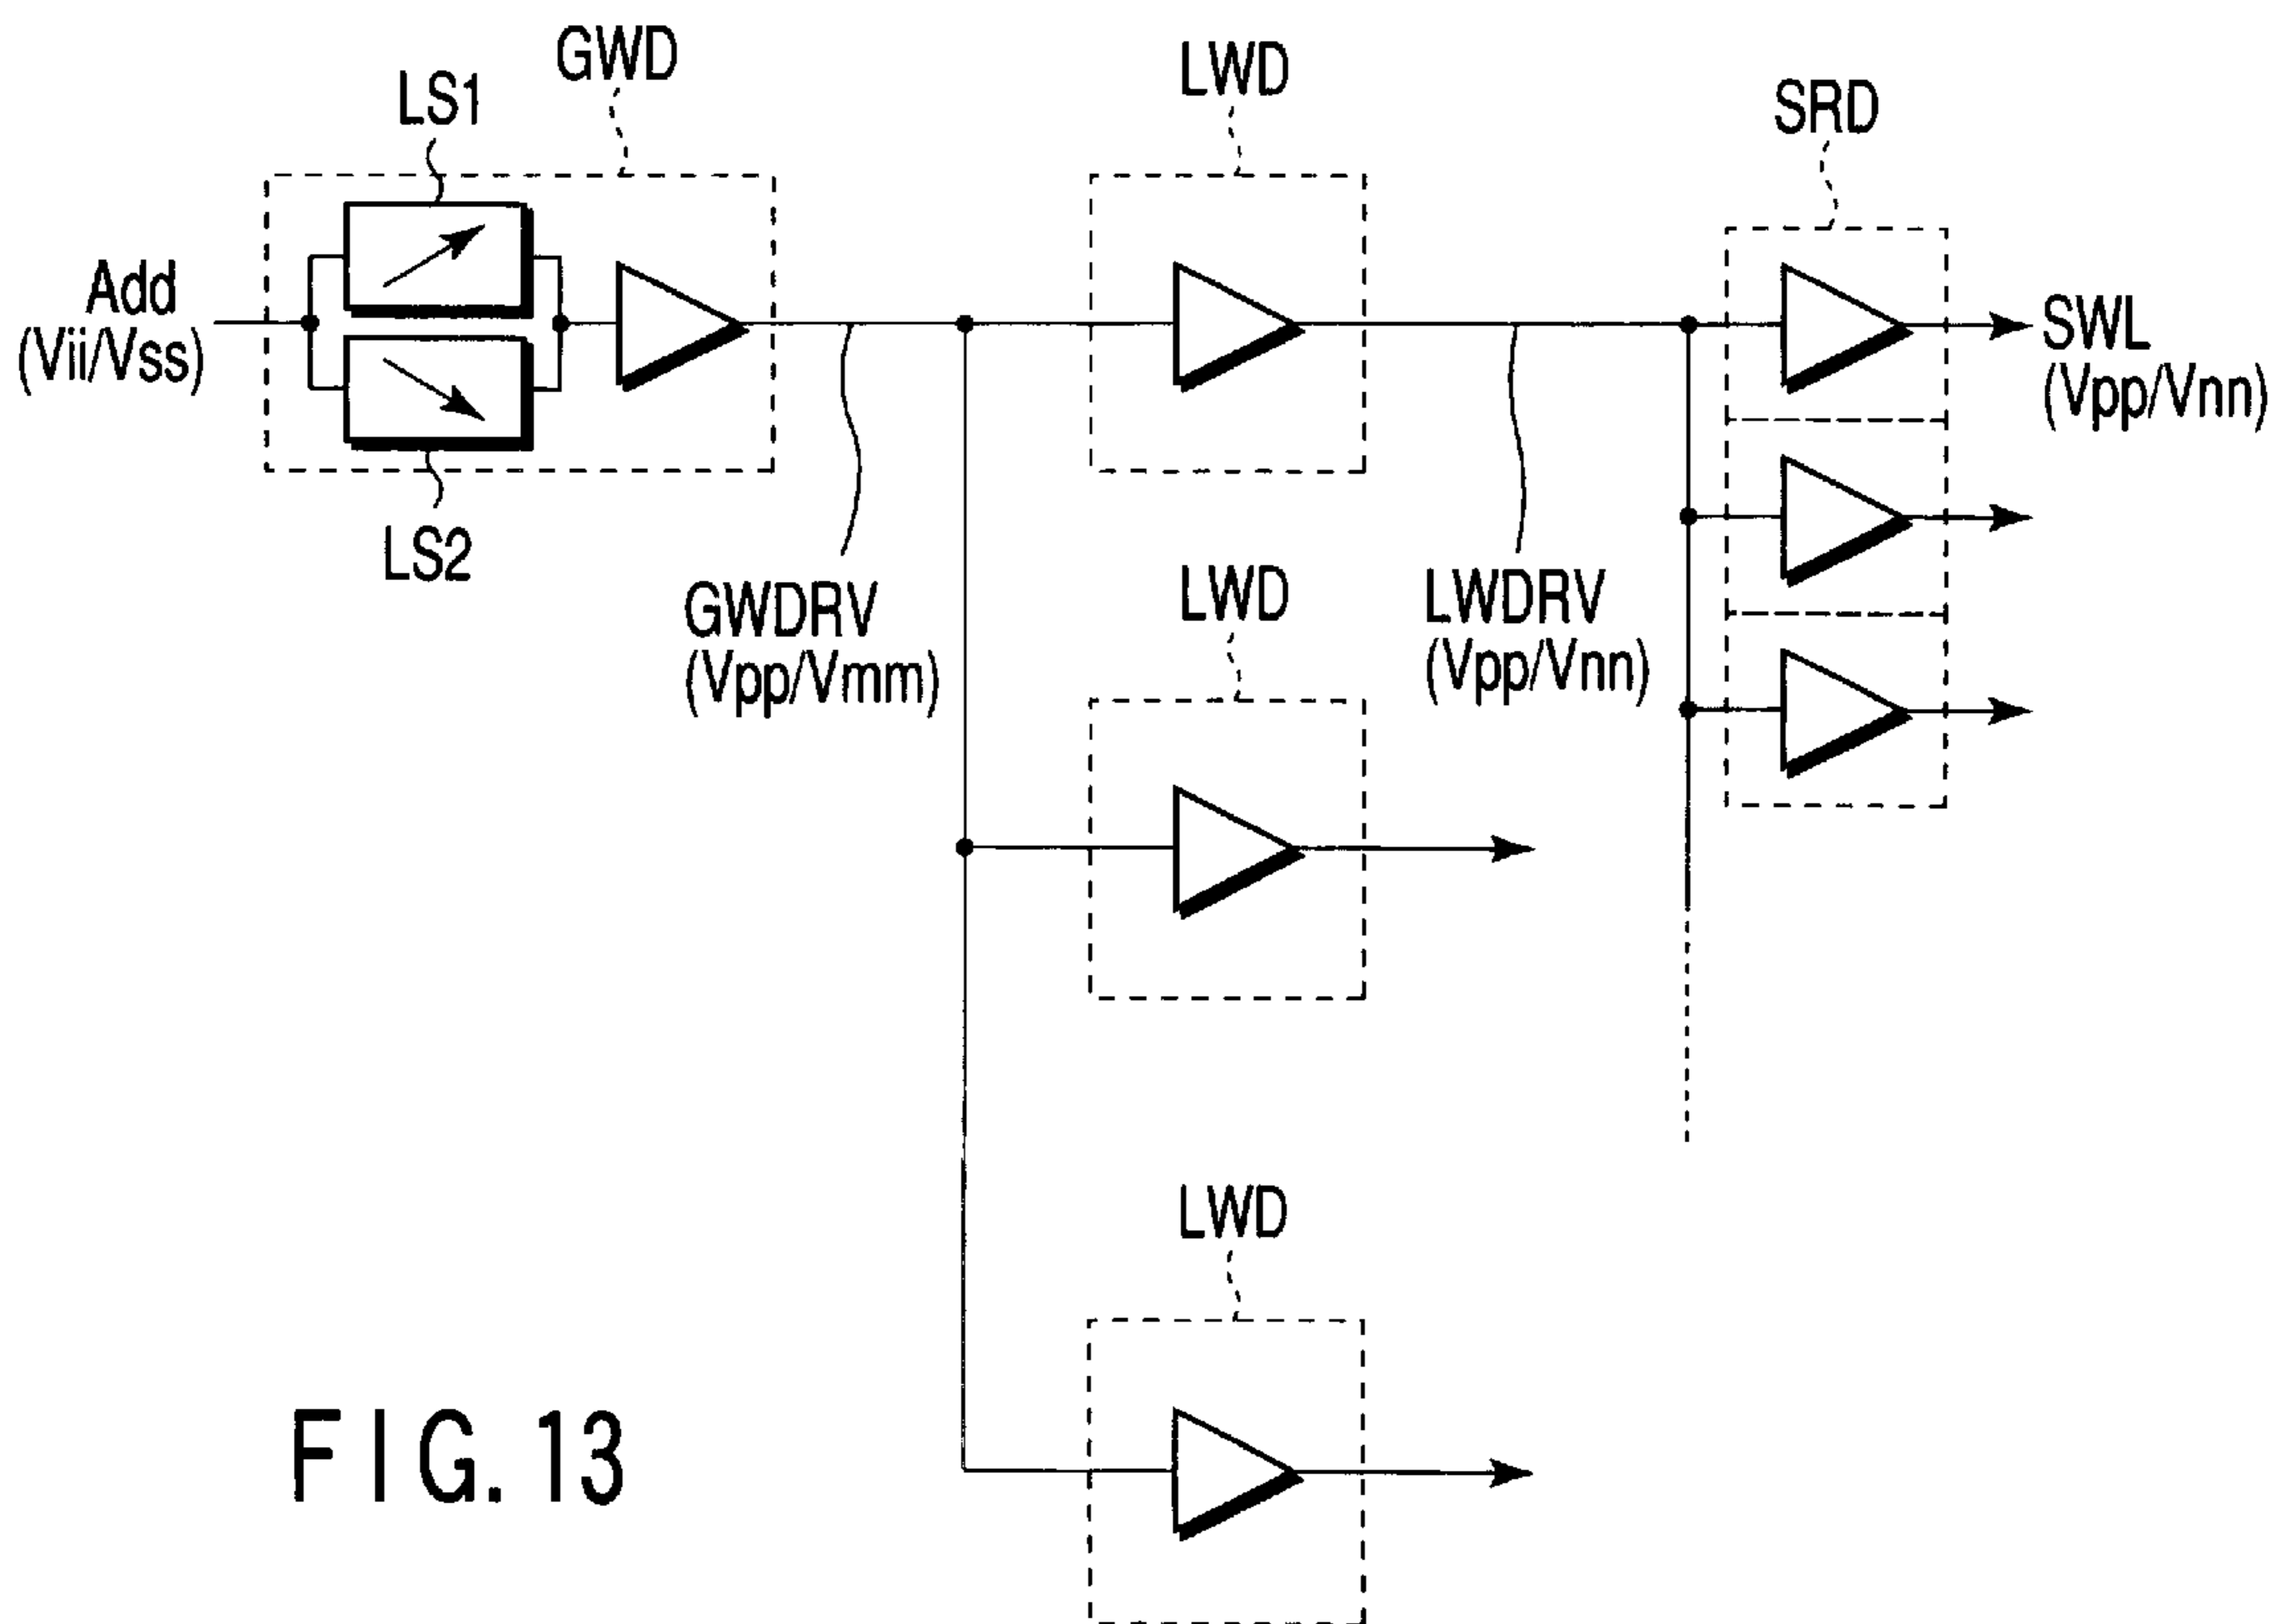 GWD
LWD
LS1
SRD
Add
(Vii/Vss)
SWL
(Vpp/Vnn)
LS2
GWDRV
(Vpp/Vmm)
LWD
LWDRV
(Vpp/Vnn)
LWD
FIG. 13